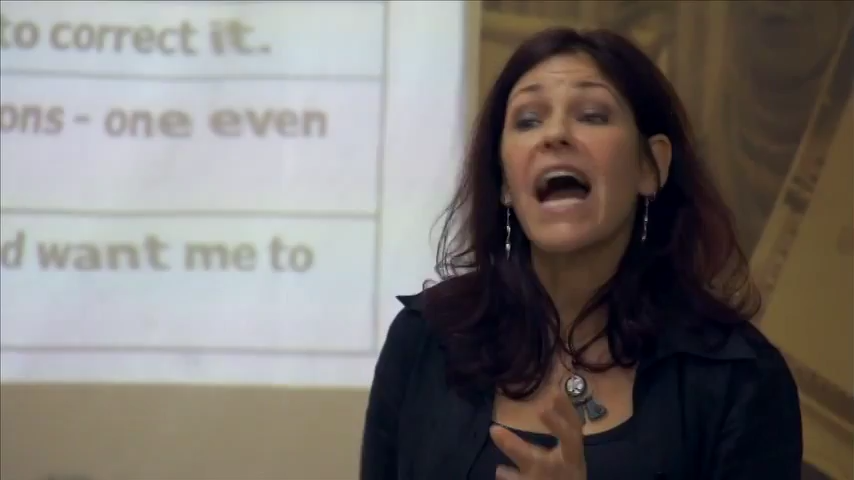 to correct it.
ons - one even
d want me to